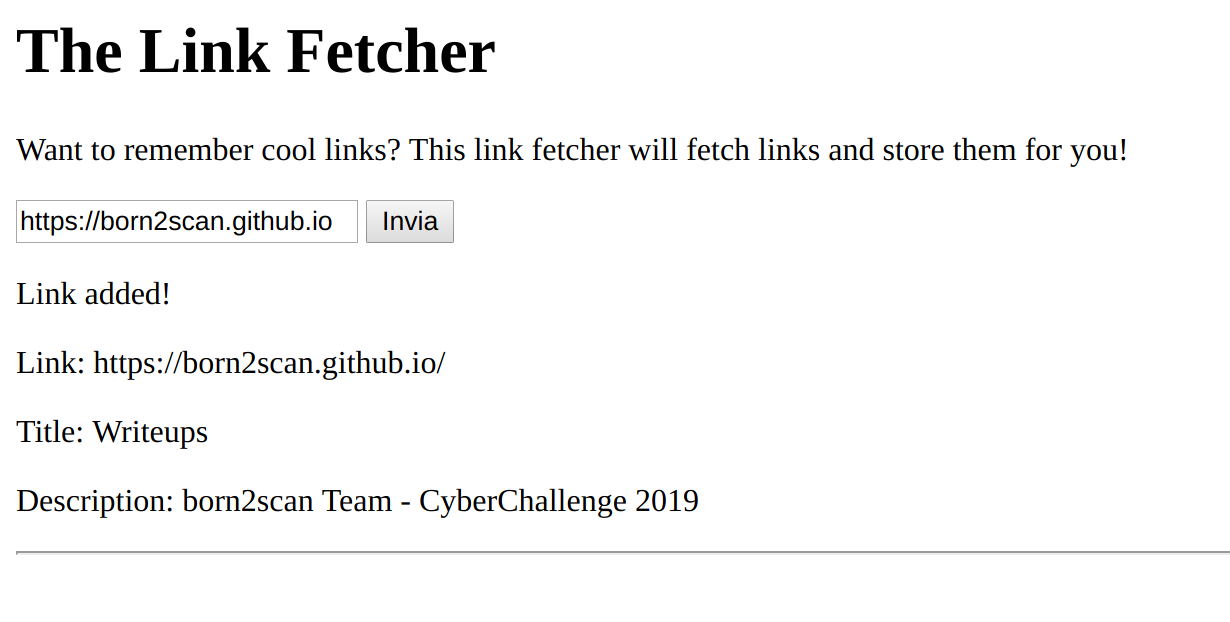 The Link Fetcher
Want to remember cool links? This link fetcher will fetch links and store them for you!
https://born2scan.github.io Invia
Link added!
Link: https://born2scan.github.io/
Title: Writeups
Description: born2scan Team - CyberChallenge 2019